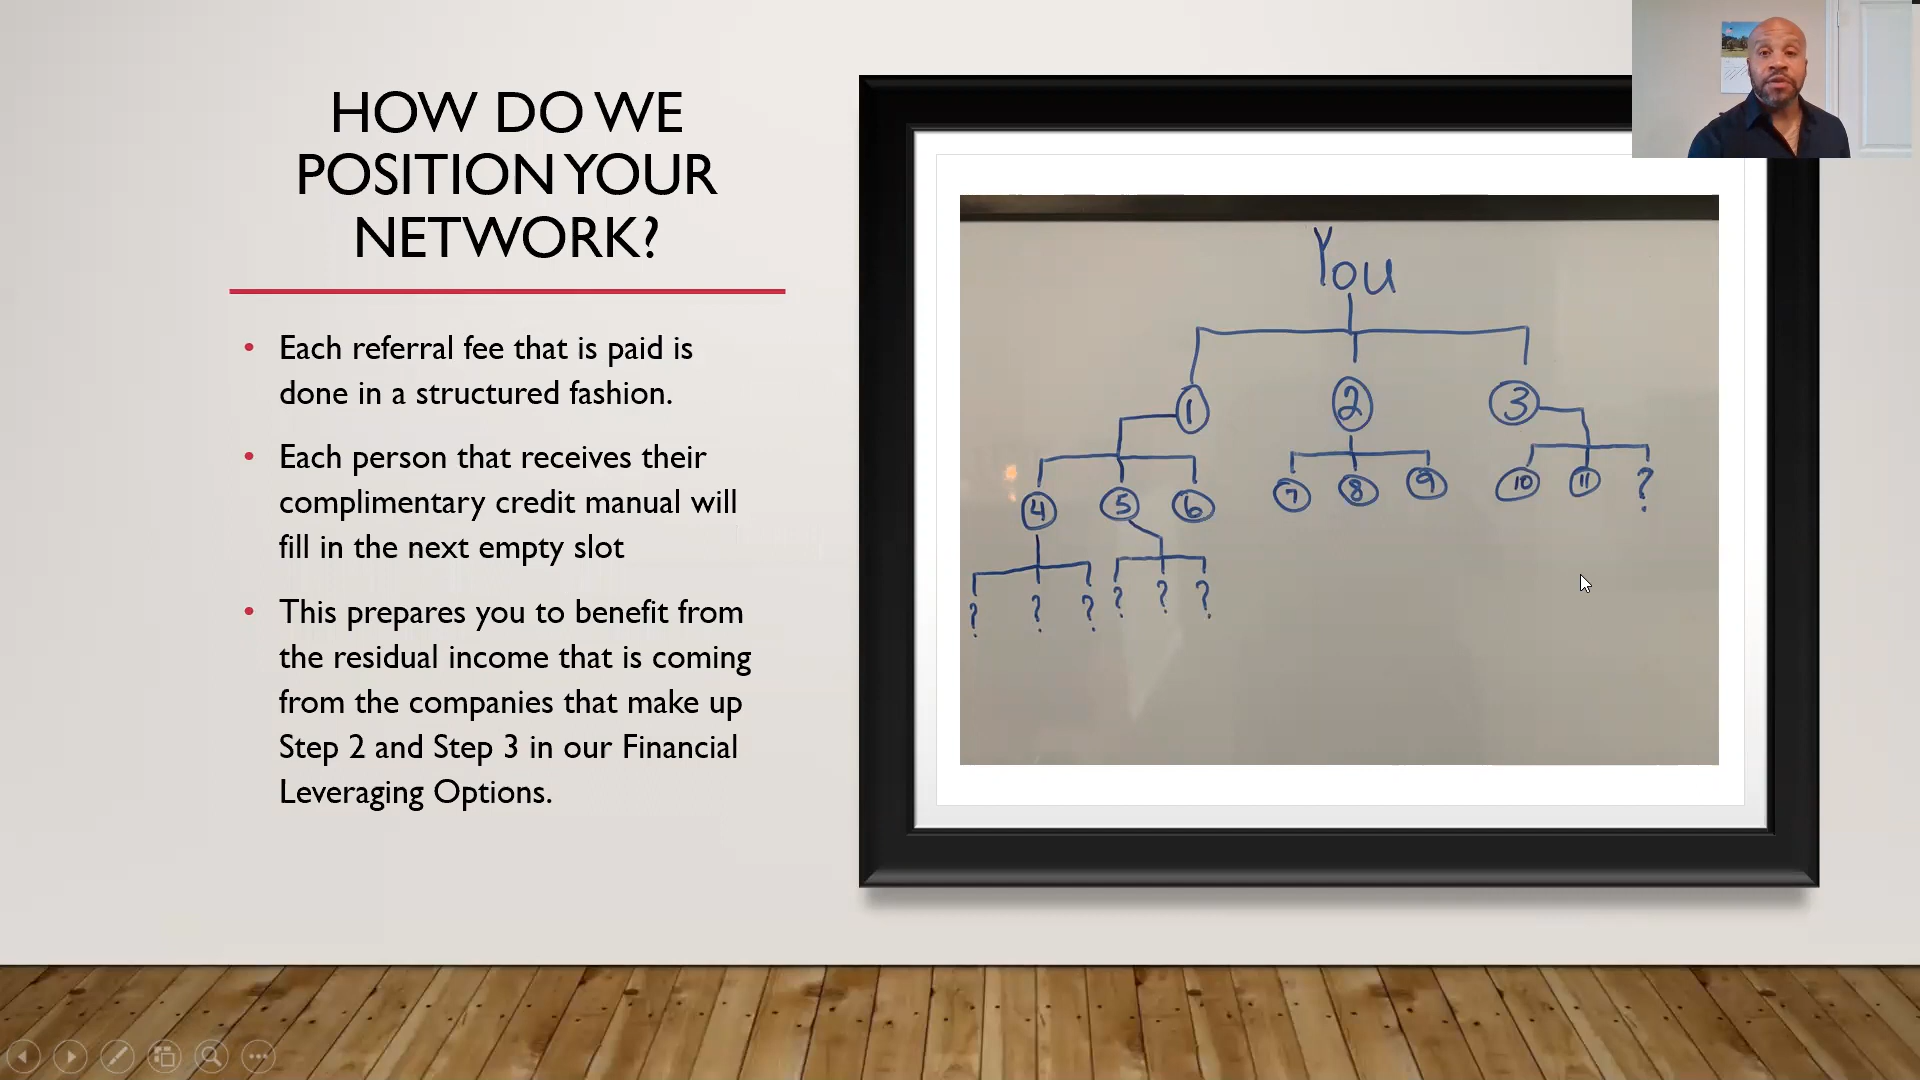 HOW DO WE
POSITION YOUR
NETWORK?
Each referral fee that is paid is
done in a structured fashion.
Each person that receives their
complimentary credit manual will
fill in the next empty slot
This prepares you to benefit from
the residual income that is coming
from the companies that make up
Step 2 and Step 3 in our Financial
Leveraging Options.
You
1 2 3
4 5 6 7 8 9 10 11 ?
? ? ? ? ? ?